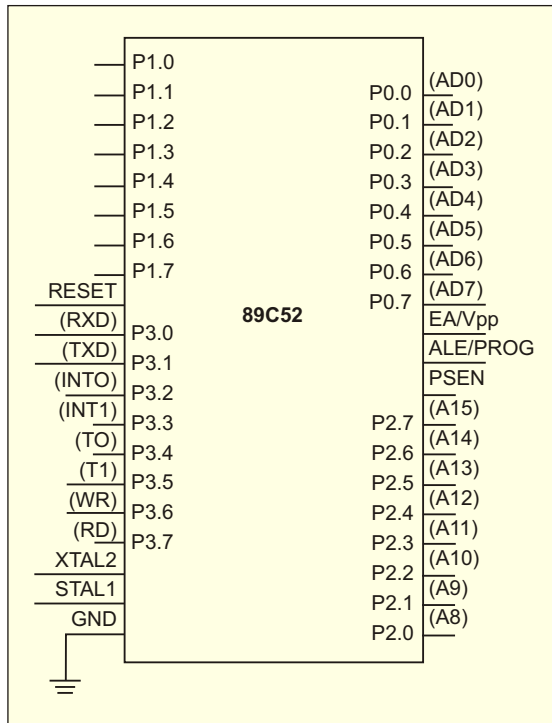 P1.0
P1.1
P1.2
P1.3
P1.4
P1.5
P1.6
P1.7
RESET
(RXD)
P3.0
(TXD)
P3.1
(INTO)
P3.2
(INT1)
P3.3
(TO)
P3.4
(T1)
P3.5
(WR)
P3.6
(RD)
P3.7
XTAL2
STAL1
GND
89C52
(AD0)
P0.0
(AD1)
P0.1
(AD2)
P0.2
(AD3)
P0.3
(AD4)
P0.4
(AD5)
P0.5
(AD6)
P0.6
(AD7)
P0.7
EA/Vpp
ALE/PROG
PSEN
(A15)
P2.7
(A14)
P2.6
(A13)
P2.5
(A12)
P2.4
(A11)
P2.3
(A10)
P2.2
(A9)
P2.1
(A8)
P2.0